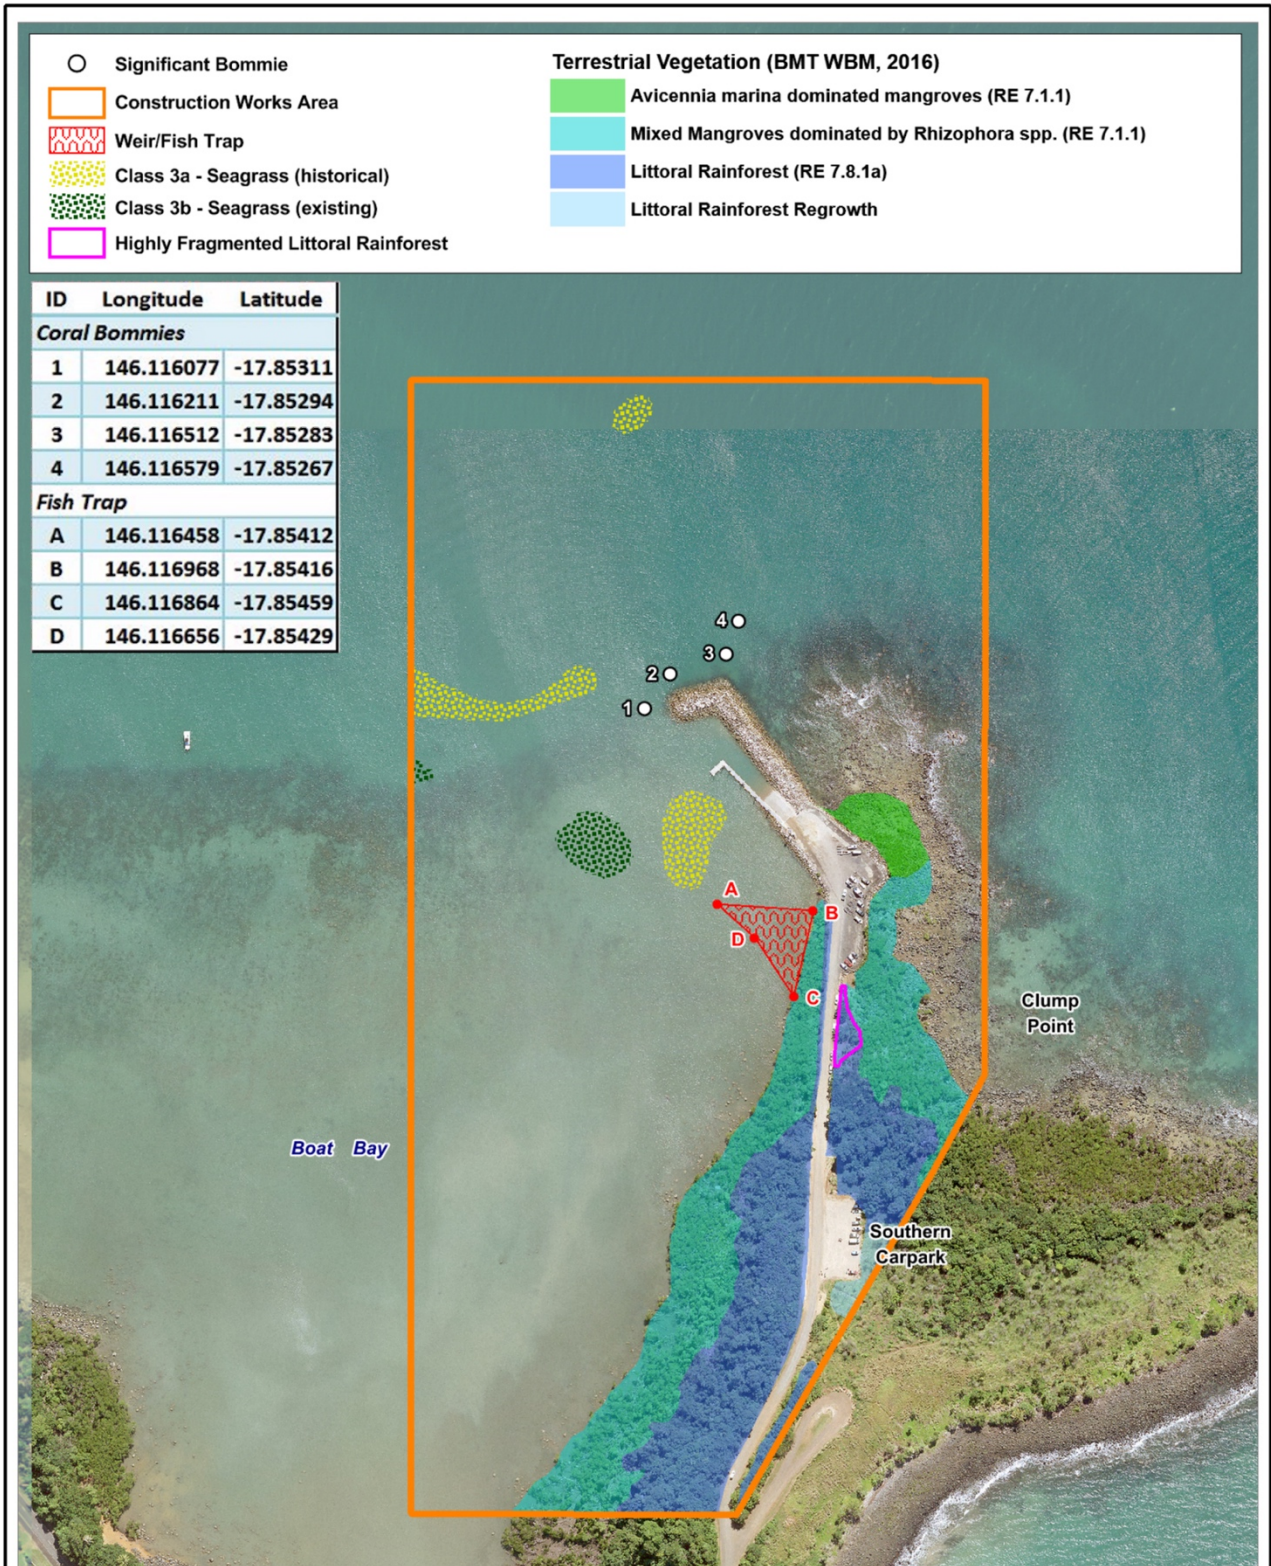 Significant Bommie
Construction Works Area
Weir/Fish Trap
Class 3a - Seagrass (historical)
Class 3b - Seagrass (existing)
Highly Fragmented Littoral Rainforest
Terrestrial Vegetation (BMT WBM, 2016)
Avicennia marina dominated mangroves (RE 7.1.1)
Mixed Mangroves dominated by Rhizophora spp. (RE 7.1.1)
Littoral Rainforest (RE 7.8.1a)
Littoral Rainforest Regrowth
ID Longitude Latitude
Coral Bommies
1 146.116077 -17.85311
2 146.116211 -17.85294
3 146.116512 -17.85283
4 146.116579 -17.85267
Fish Trap
A 146.116458 -17.85412
B 146.116968 -17.85416
C 146.116864 -17.85459
D 146.116656 -17.85429
4
3
2
1
A
B
D
C
Clump
Point
Boat Bay
Southern
Carpark